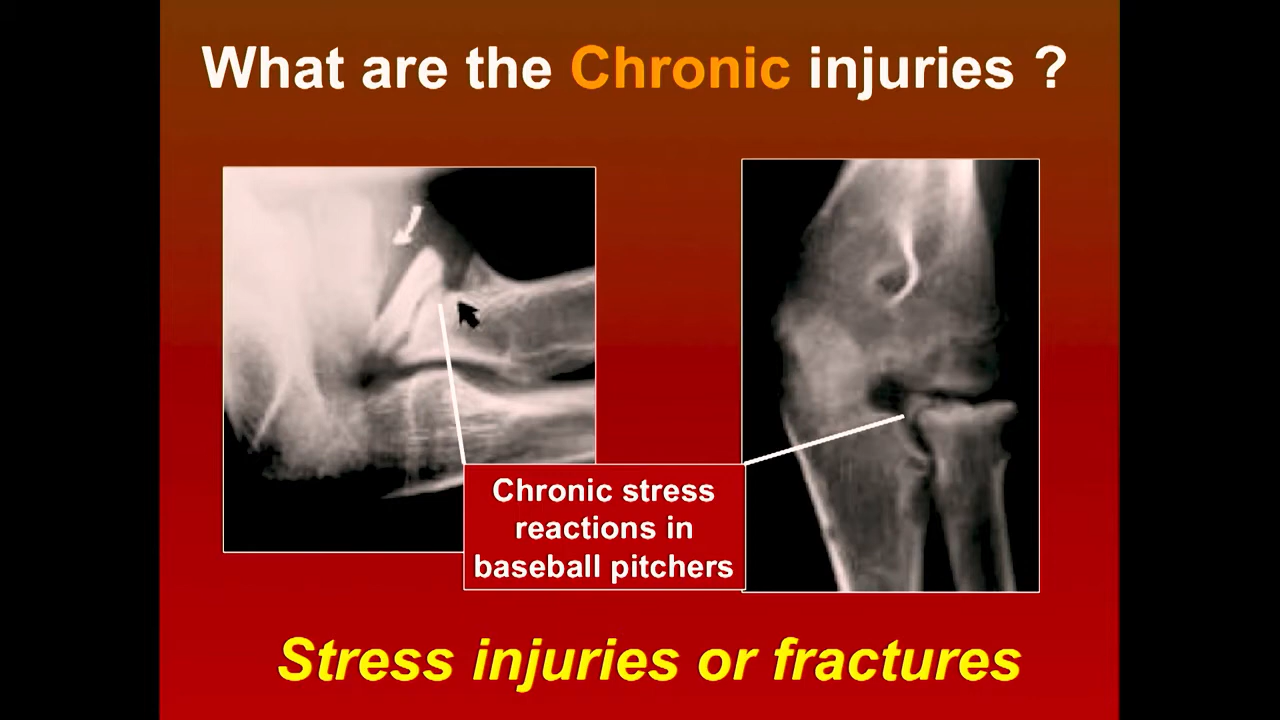 What are the Chronic injuries ?
Chronic stress
reactions in
baseball pitchers
Stress injuries or fractures